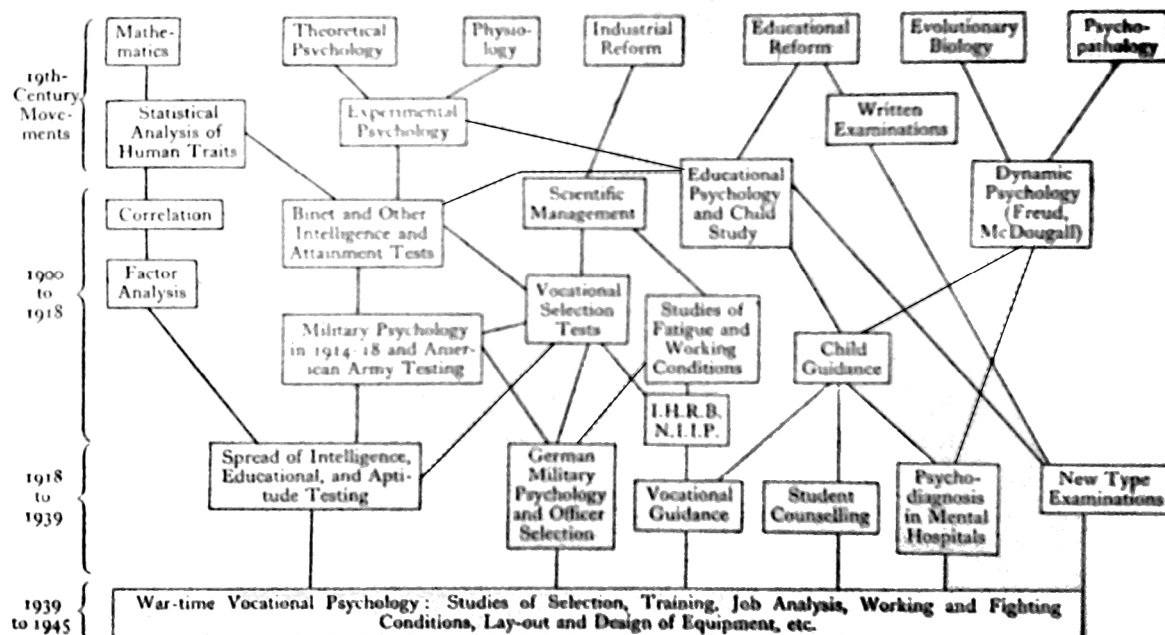 Mathe-
matics
Theoretical
Psychology
Physio-
logy
Industrial
Reform
Educational
Reform
Evolutionary
Biology
Psycho-
pathology
19th-
Century
Move-
ments
Statistical
Analysis of
Human Traits
Experimental
Psychology
Written
Examinations
Educational
Psychology
and Child
Study
Dynamic
Psychology
(Freud,
McDougall)
1900
to
1918
Correlation
Binet and Other
Intelligence and
Attainment Tests
Scientific
Management
Factor
Analysis
Vocational
Selection
Tests
Studies of
Fatigue and
Working
Conditions
Military Psychology
in 1914-18 and Amer-
ican Army Testing
Child
Guidance
I.H.R.B.
N.I.I.P.
1918
to
1939
Spread of Intelligence,
Educational, and Apti-
tude Testing
German
Military
Psychology
and Officer
Selection
Vocational
Guidance
Student
Counselling
Psycho-
diagnosis
in Mental
Hospitals
New Type
Examinations
1939
to 1945
War-time Vocational Psychology: Studies of Selection, Training, Job Analysis, Working and Fighting
Conditions, Lay-out and Design of Equipment, etc.